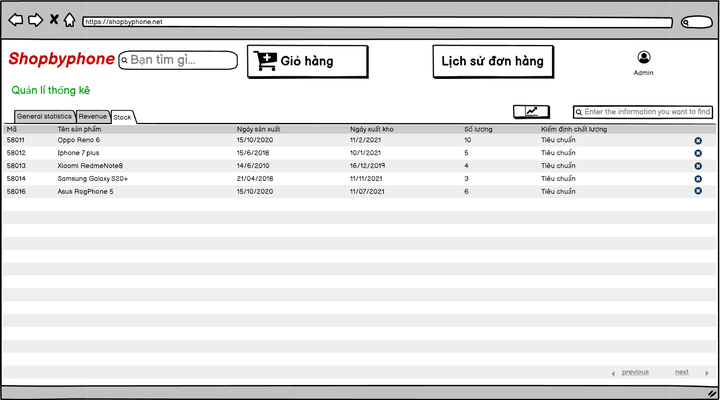 https://shopbyphone.net
Shopbyphone Bạn tìm gì... Giỏ hàng Lịch sử đơn hàng
Admin
Quản lí thống kê
General statistics Revenue Stock Enter the information you want to find
Mã Tên sản phẩm Ngày sản xuất Ngày xuất kho Số lượng Kiểm định chất lượng
58011 Oppo Reno 6 15/10/2020 11/2/2021 10 Tiêu chuẩn
58012 Iphone 7 plus 15/6/2018 10/1/2021 5 Tiêu chuẩn
58013 Xiaomi RedmeNote8 14/6/2010 16/12/2019 4 Tiêu chuẩn
58014 Samsung Galaxy S20+ 21/04/2018 11/11/2021 3 Tiêu chuẩn
58016 Asus RogPhone 5 15/10/2020 11/07/2021 6 Tiêu chuẩn
previous next